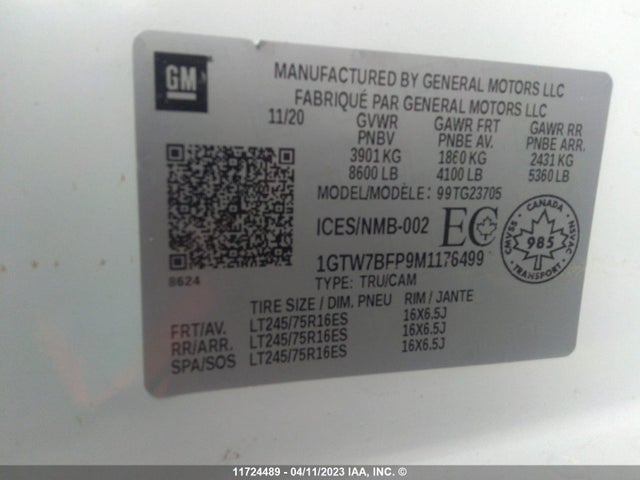 GM
MANUFACTURED BY GENERAL MOTORS LLC
FABRIQUÉ PAR GENERAL MOTORS LLC
11/20 GVWR GAWR FRT GAWR RR
PNBV PNBE AV. PNBE ARR.
3901 KG 1860 KG 2431 KG
8600 LB 4100 LB 5360 LB
MODEL/MODÈLE: 99TG23705
ICES/NMB-002 EC
CANADA
CMVSS 985 NSVAC
1GTW7BFP9M1176499
8624
TYPE: TRU/CAM
TIRE SIZE / DIM. PNEU RIM / JANTE
FRT/AV. LT245/75R16ES 16X6.5J
RR/ARR. LT245/75R16ES 16X6.5J
SPA/SOS LT245/75R16ES 16X6.5J
11724489 - 04/11/2023 IAA, INC. ©